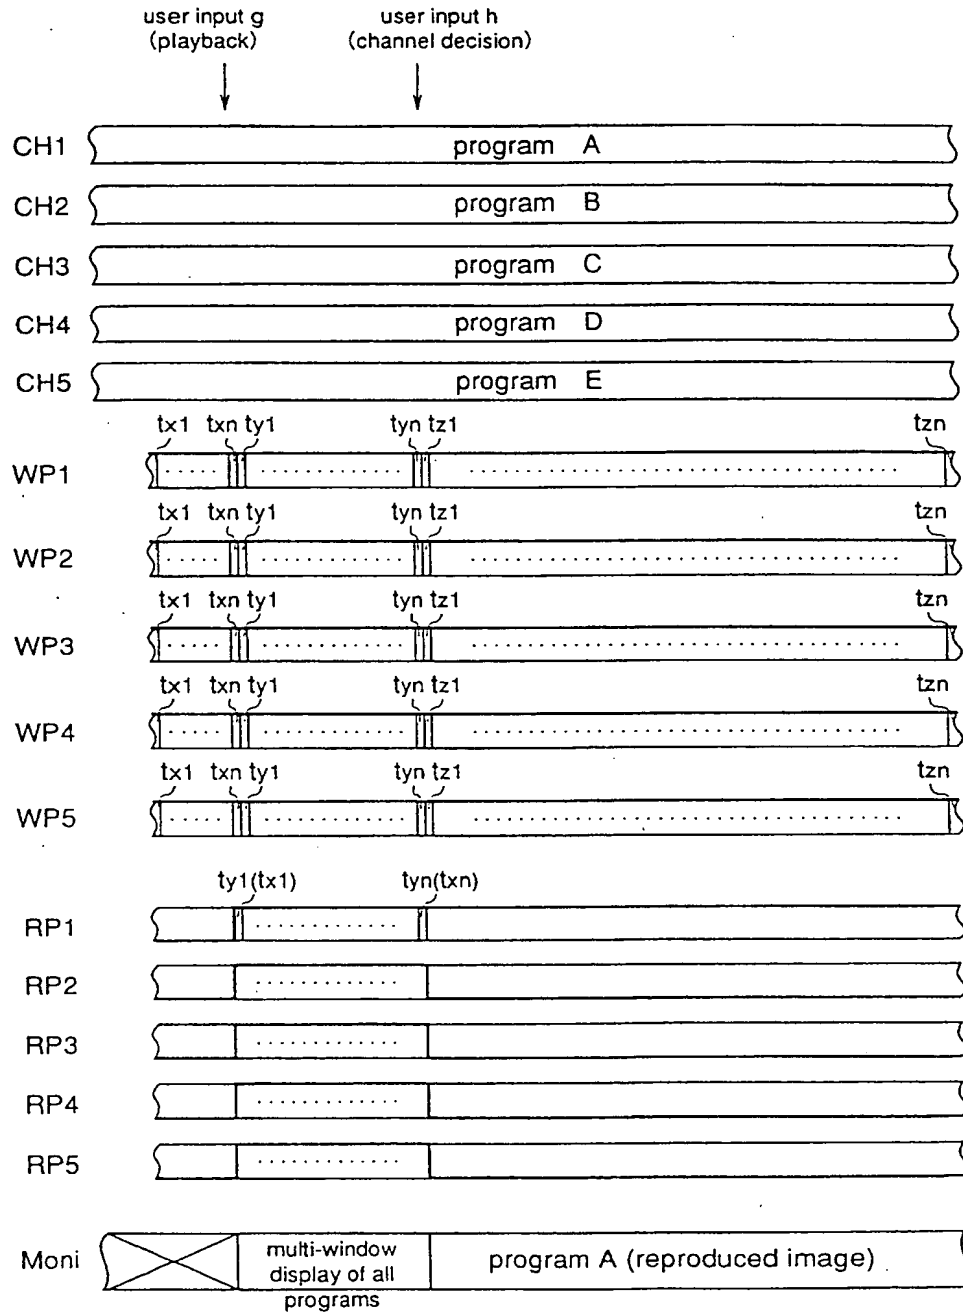 user input g user input h
(playback) (channel decision)
CH1 program A
CH2 program B
CH3 program C
CH4 program D
CH5 program E
tx1 txn ty1 tyn tz1 tzn
WP1
tx1 txn ty1 tyn tz1 tzn
WP2
tx1 txn ty1 tyn tz1 tzn
WP3
tx1 txn ty1 tyn tz1 tzn
WP4
tx1 txn ty1 tyn tz1 tzn
WP5
ty1(tx1) tyn(txn)
RP1
RP2
RP3
RP4
RP5
Moni
multi-window
display of all
programs
program A (reproduced image)